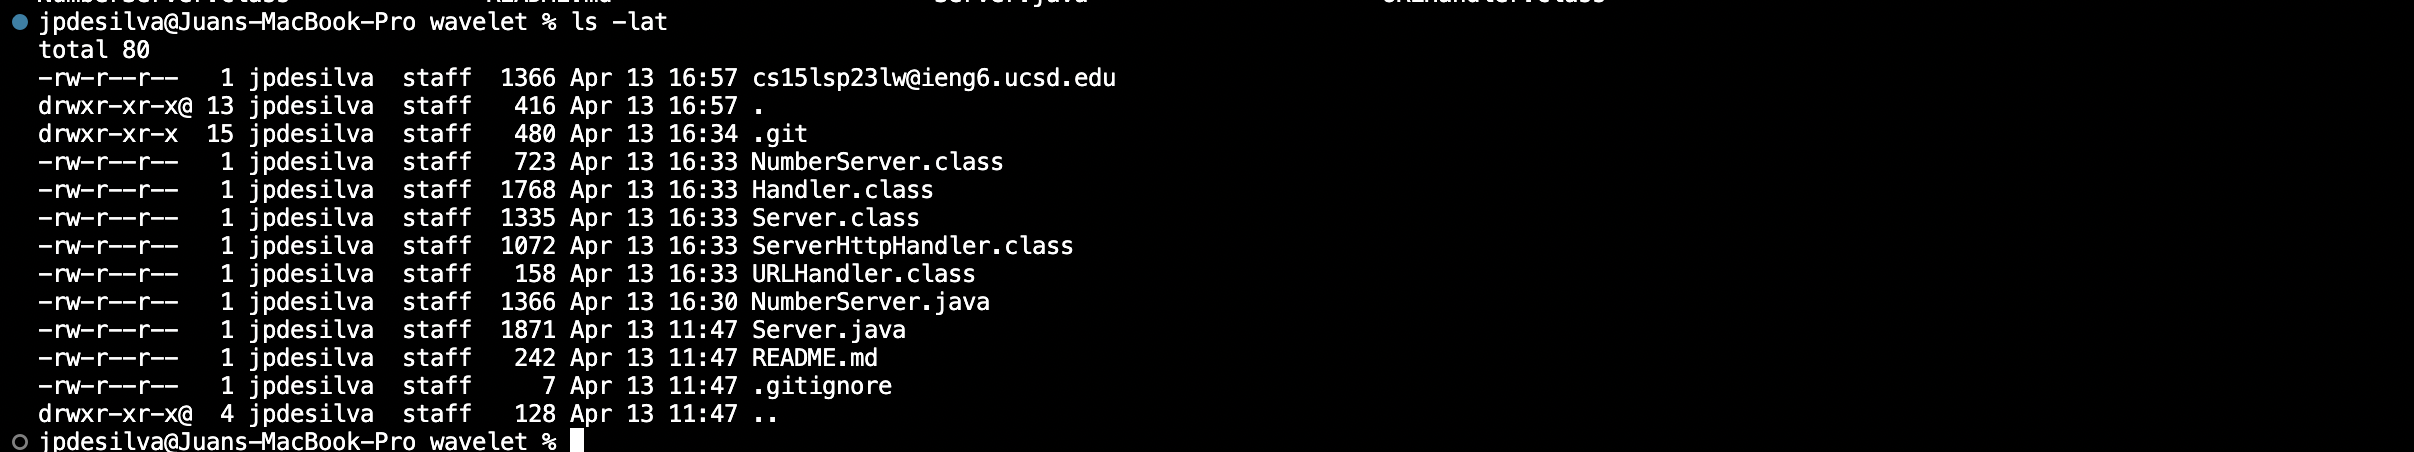 NumberServer.class README.md Server.java URLHandler.class
jpdesilva@Juans-MacBook-Pro wavelet % ls -lat
total 80
-rw-r--r--   1 jpdesilva  staff  1366 Apr 13 16:57 cs15lsp23lw@ieng6.ucsd.edu
drwxr-xr-x@ 13 jpdesilva  staff   416 Apr 13 16:57 .
drwxr-xr-x  15 jpdesilva  staff   480 Apr 13 16:34 .git
-rw-r--r--   1 jpdesilva  staff   723 Apr 13 16:33 NumberServer.class
-rw-r--r--   1 jpdesilva  staff  1768 Apr 13 16:33 Handler.class
-rw-r--r--   1 jpdesilva  staff  1335 Apr 13 16:33 Server.class
-rw-r--r--   1 jpdesilva  staff  1072 Apr 13 16:33 ServerHttpHandler.class
-rw-r--r--   1 jpdesilva  staff   158 Apr 13 16:33 URLHandler.class
-rw-r--r--   1 jpdesilva  staff  1366 Apr 13 16:30 NumberServer.java
-rw-r--r--   1 jpdesilva  staff  1871 Apr 13 11:47 Server.java
-rw-r--r--   1 jpdesilva  staff   242 Apr 13 11:47 README.md
-rw-r--r--   1 jpdesilva  staff     7 Apr 13 11:47 .gitignore
drwxr-xr-x@  4 jpdesilva  staff   128 Apr 13 11:47 ..
jpdesilva@Juans-MacBook-Pro wavelet %